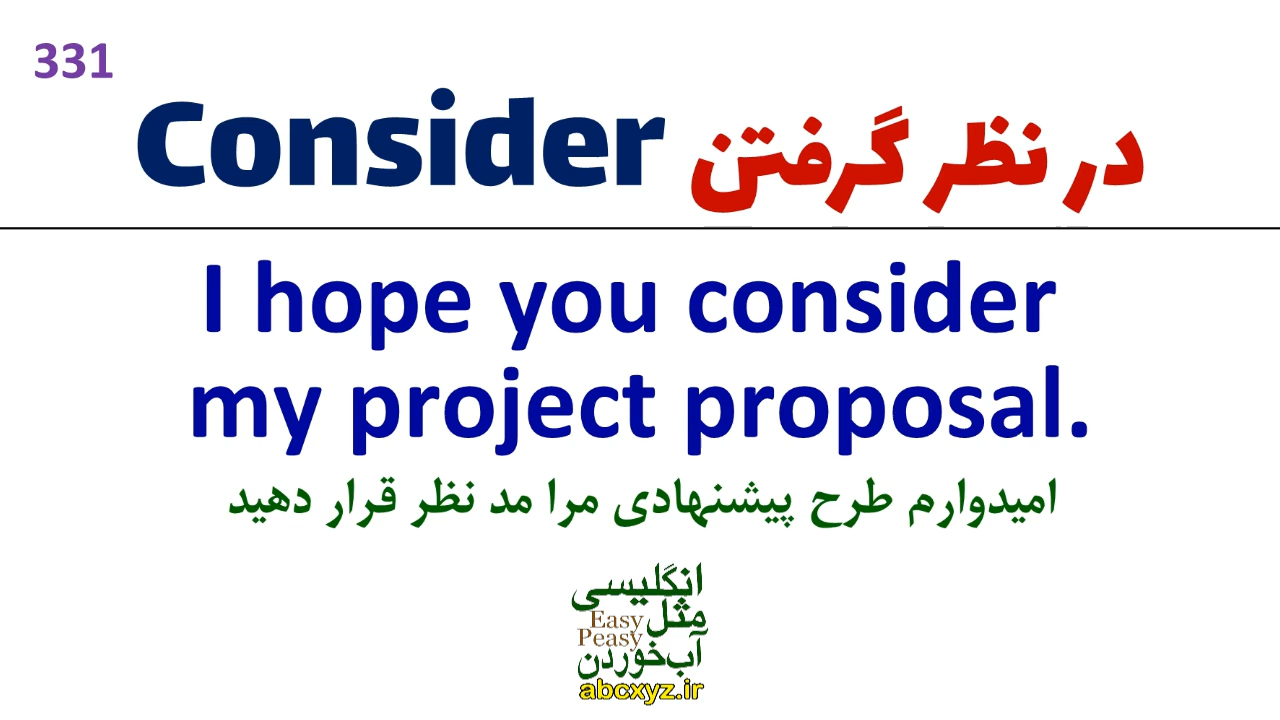 331
Consider در نظر گرفتن
I hope you consider
my project proposal.
امیدوارم طرح پیشنهادی مرا مد نظر قرار دهید
انگلیسی
مثل Easy
Peasy
آب خوردن
abcxyz.ir